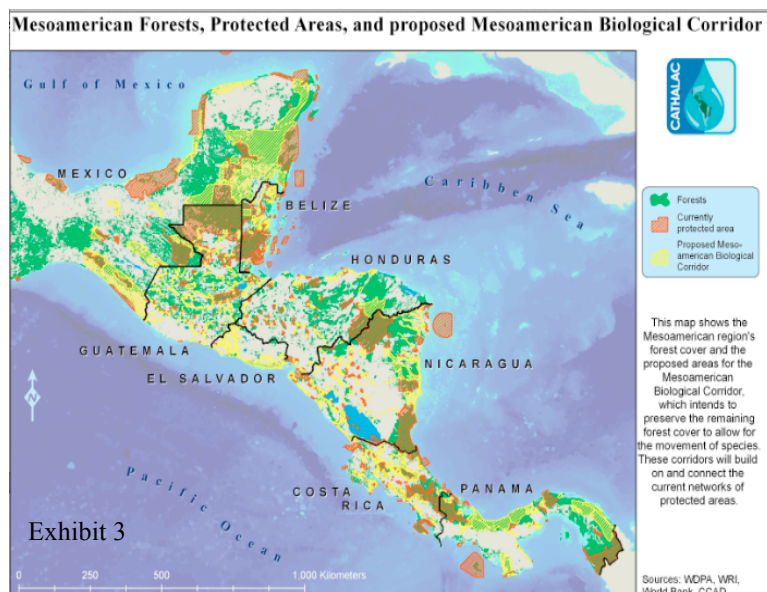 Mesoamerican Forests, Protected Areas, and proposed Mesoamerican Biological Corridor
Gulf of Mexico
MEXICO
BELIZE
Caribben Sea
HONDURAS
GUATEMALA
EL SALVADOR
NICARAGUA
COSTA
RICA
PANAMA
Pacific Ocean
N
Exhibit 3
0 250 500 1,000 Kilometers
CATHALAC
Forests
Currently
protected area
Proposed Meso-
american Biological
Corridor
This map shows the
Mesoamerican region's
forest cover and the
proposed areas for the
Mesoamerican
Biological Corridor,
which intends to
preserve the remaining
forest cover to allow for
the movement of species.
These corridors will build
on and connect the
current networks of
protected areas.
Sources: WDPA, WRI,
World Bank, CCAD